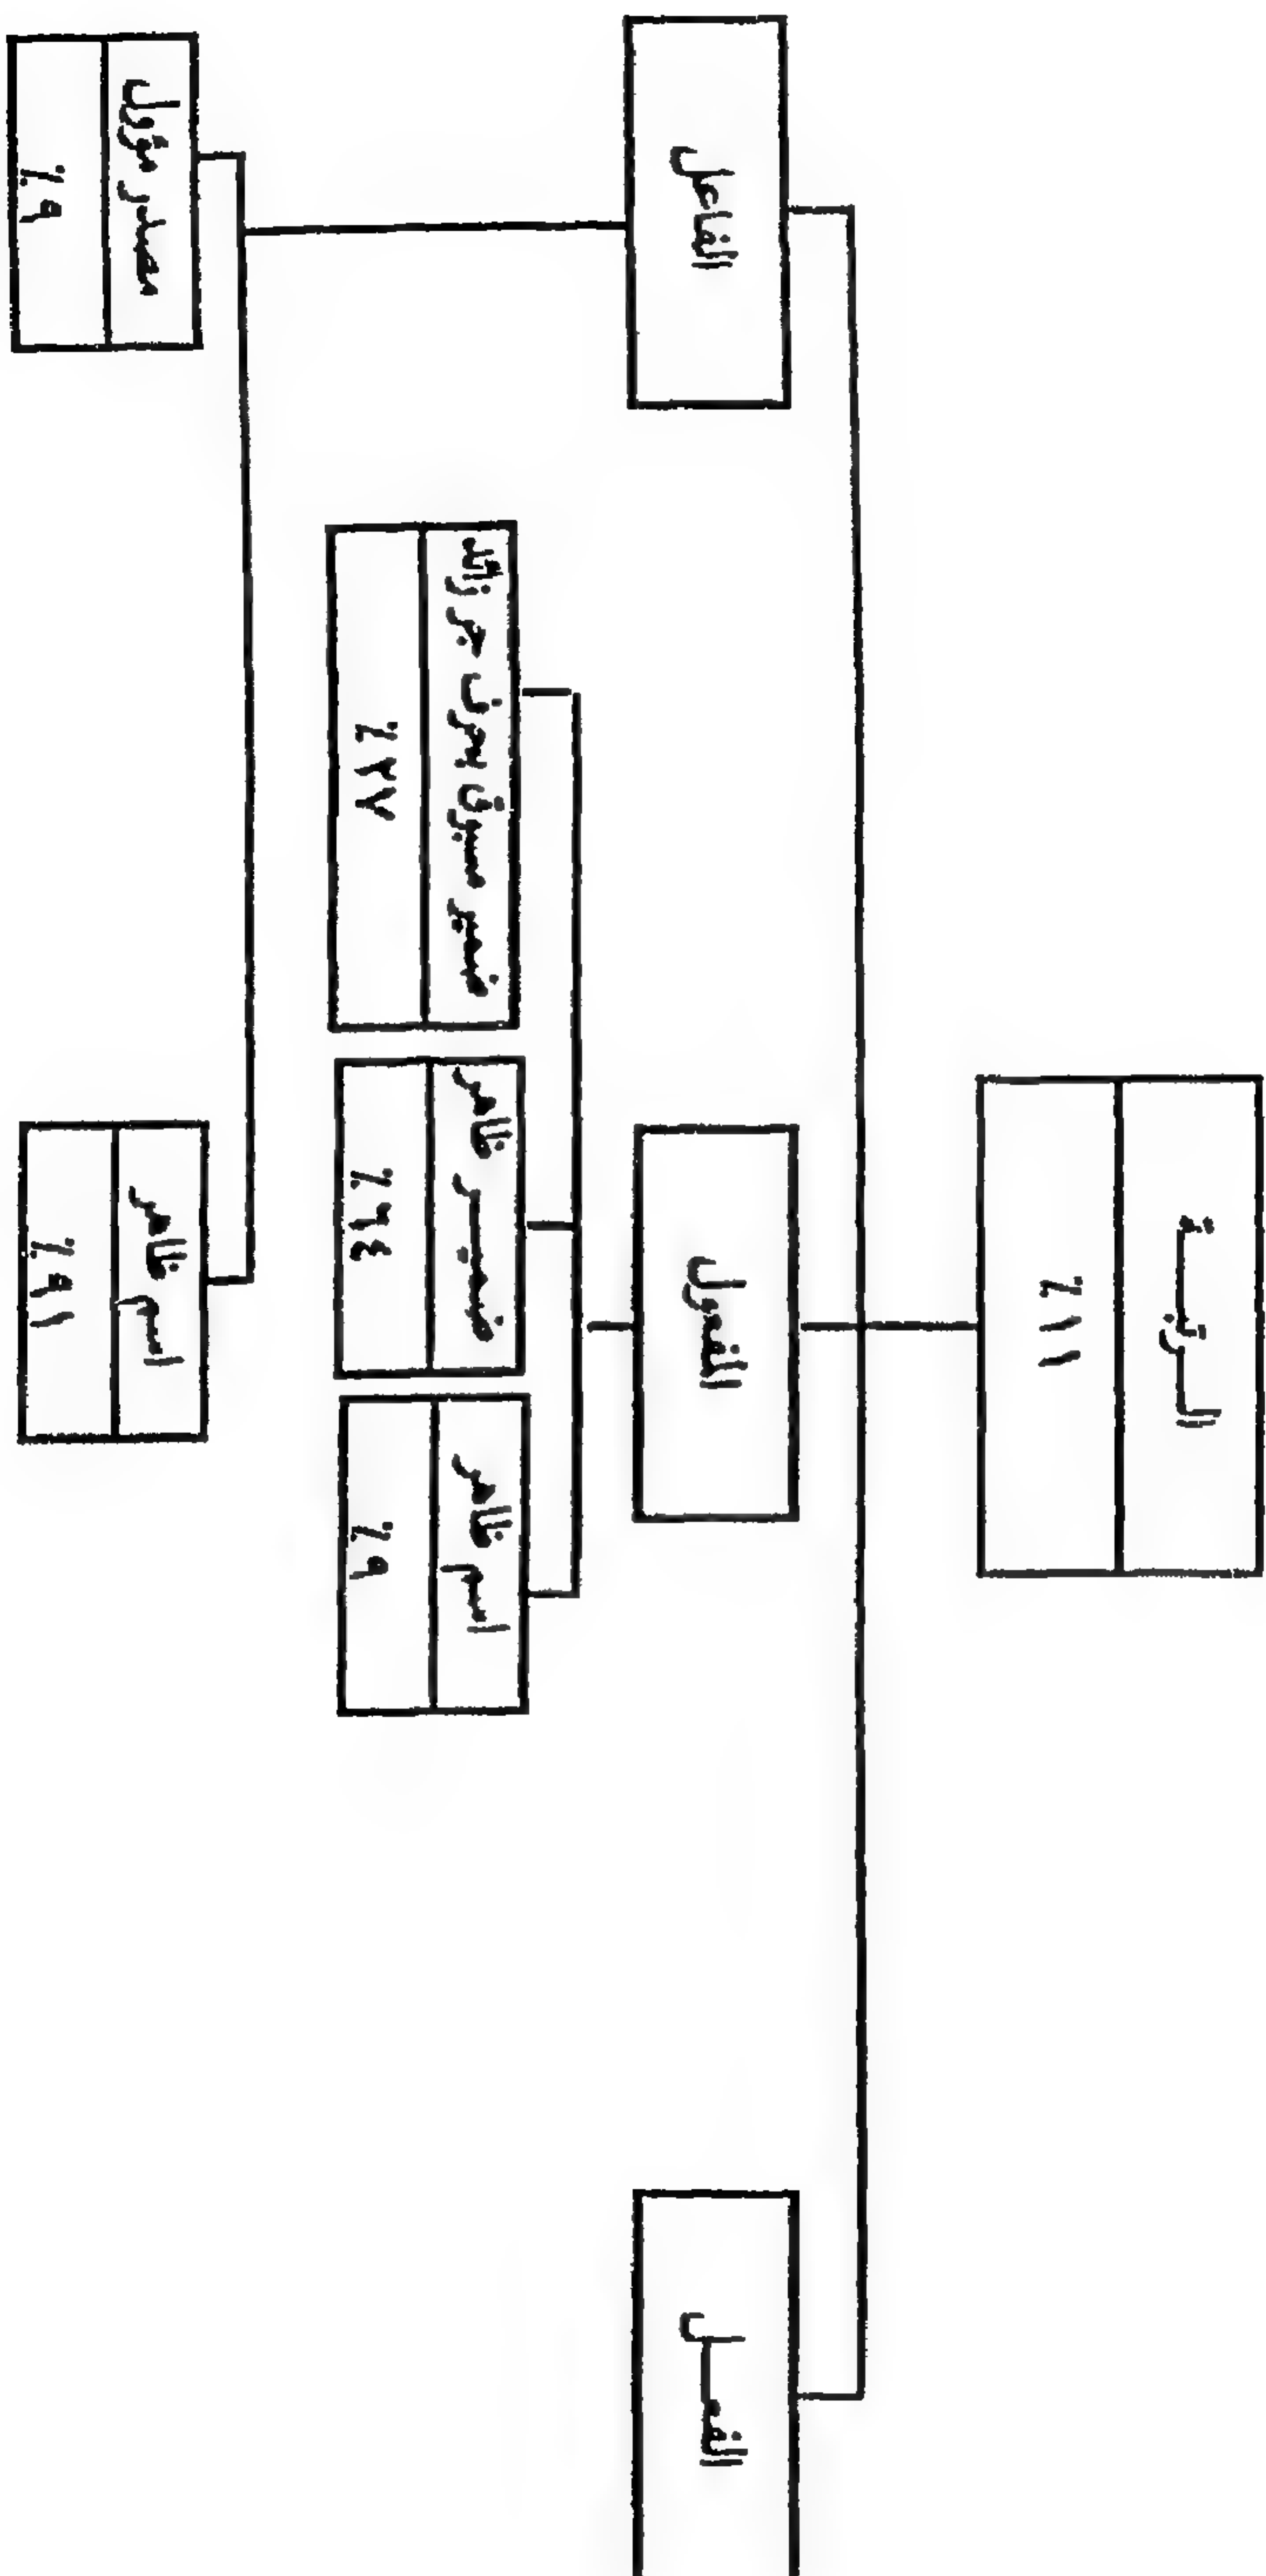 الرتبة
١١٪
الفعل
المفعول
الفاعل
اسم ظاهر
٩٪
ضمير ظاهر
٦٤٪
ضمير مسبوق بحرف جر زائد
٢٧٪
اسم ظاهر
٩١٪
مصدر مؤول
٩٪